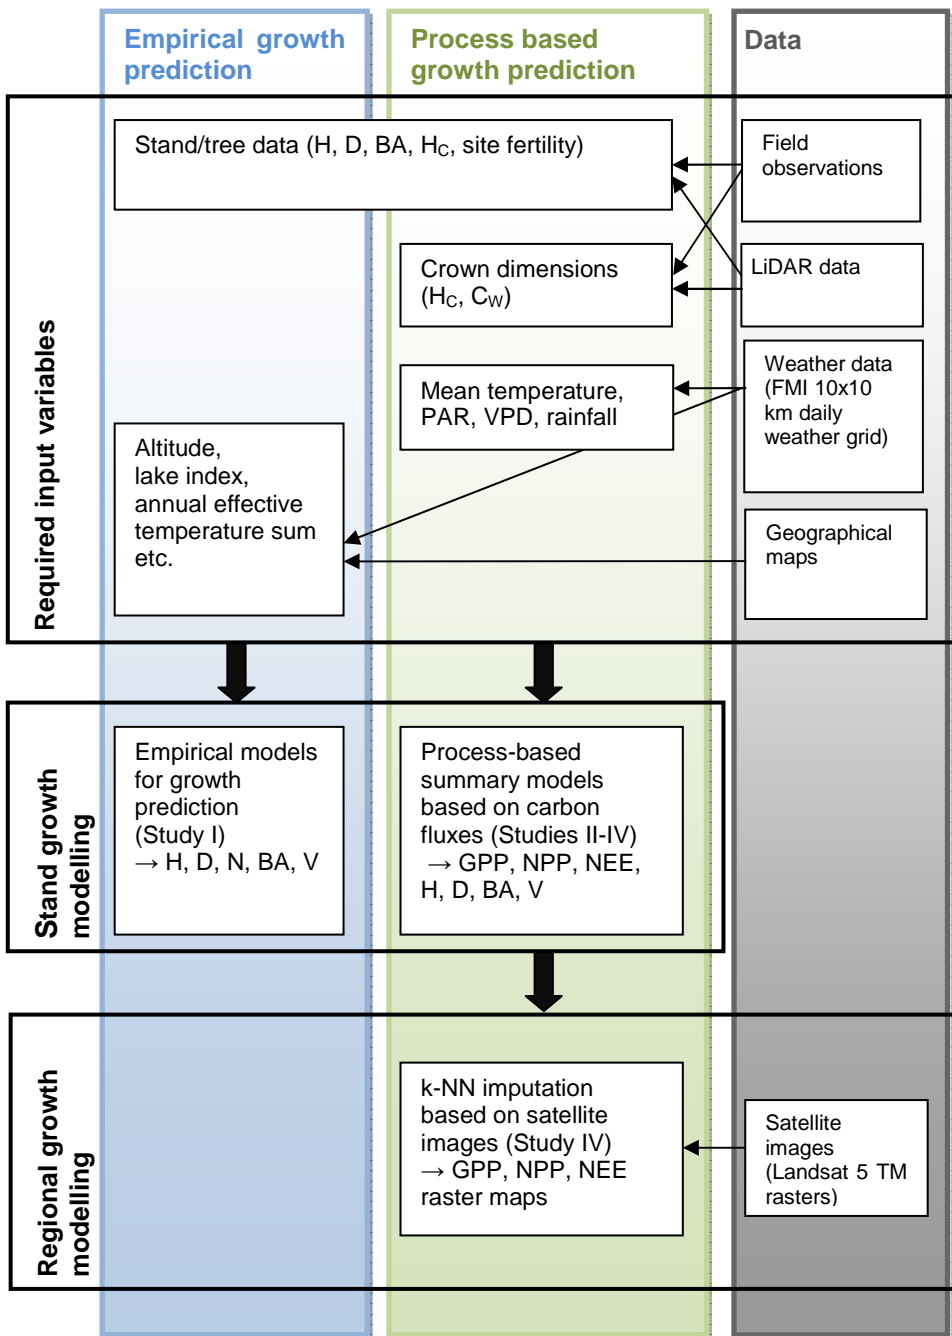 Empirical growth
prediction
Process based
growth prediction
Data
Required input variables
Stand/tree data (H, D, BA, HC, site fertility)
Field
observations
Crown dimensions
(HC, CW)
LiDAR data
Mean temperature,
PAR, VPD, rainfall
Weather data
(FMI 10x10
km daily
weather grid)
Altitude,
lake index,
annual effective
temperature sum
etc.
Geographical
maps
Stand growth
modelling
Empirical models
for growth
prediction
(Study I)
→ H, D, N, BA, V
Process-based
summary models
based on carbon
fluxes (Studies II-IV)
→ GPP, NPP, NEE,
H, D, BA, V
Regional growth
modelling
k-NN imputation
based on satellite
images (Study IV)
→ GPP, NPP, NEE
raster maps
Satellite
images
(Landsat 5 TM
rasters)